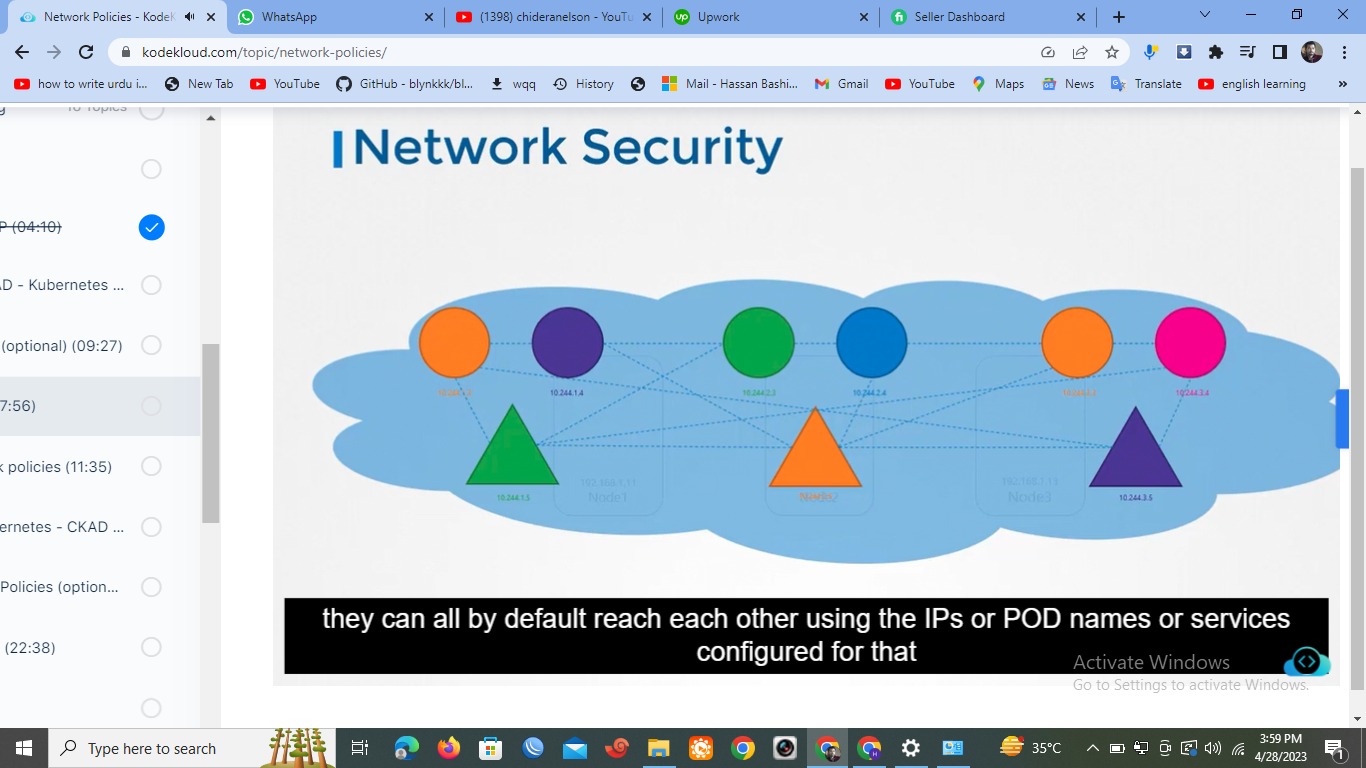 Network Policies - KodeK
WhatsApp
(1398) chideranelson - YouTu
Upwork
Seller Dashboard
kodekloud.com/topic/network-policies/
how to write urdu i...
New Tab
YouTube
GitHub - blynkkk/bl...
wqq
History
Mail - Hassan Bashi...
Gmail
YouTube
Maps
News
Translate
english learning
»
10 Topics
P (04:10)
AD - Kubernetes ...
(optional) (09:27)
7:56)
k policies (11:35)
ernetes - CKAD ...
Policies (option...
(22:38)
Network Security
10.244.1.4
10.244.2.3
10.244.2.4
10.244.3.4
192.168.1.11
Node1
10.244.1.5
Node2
192.168.1.13
Node3
10.244.3.5
they can all by default reach each other using the IPs or POD names or services
configured for that
Activate Windows
Go to Settings to activate Windows.
Type here to search
35°C
3:59 PM
4/28/2023
1